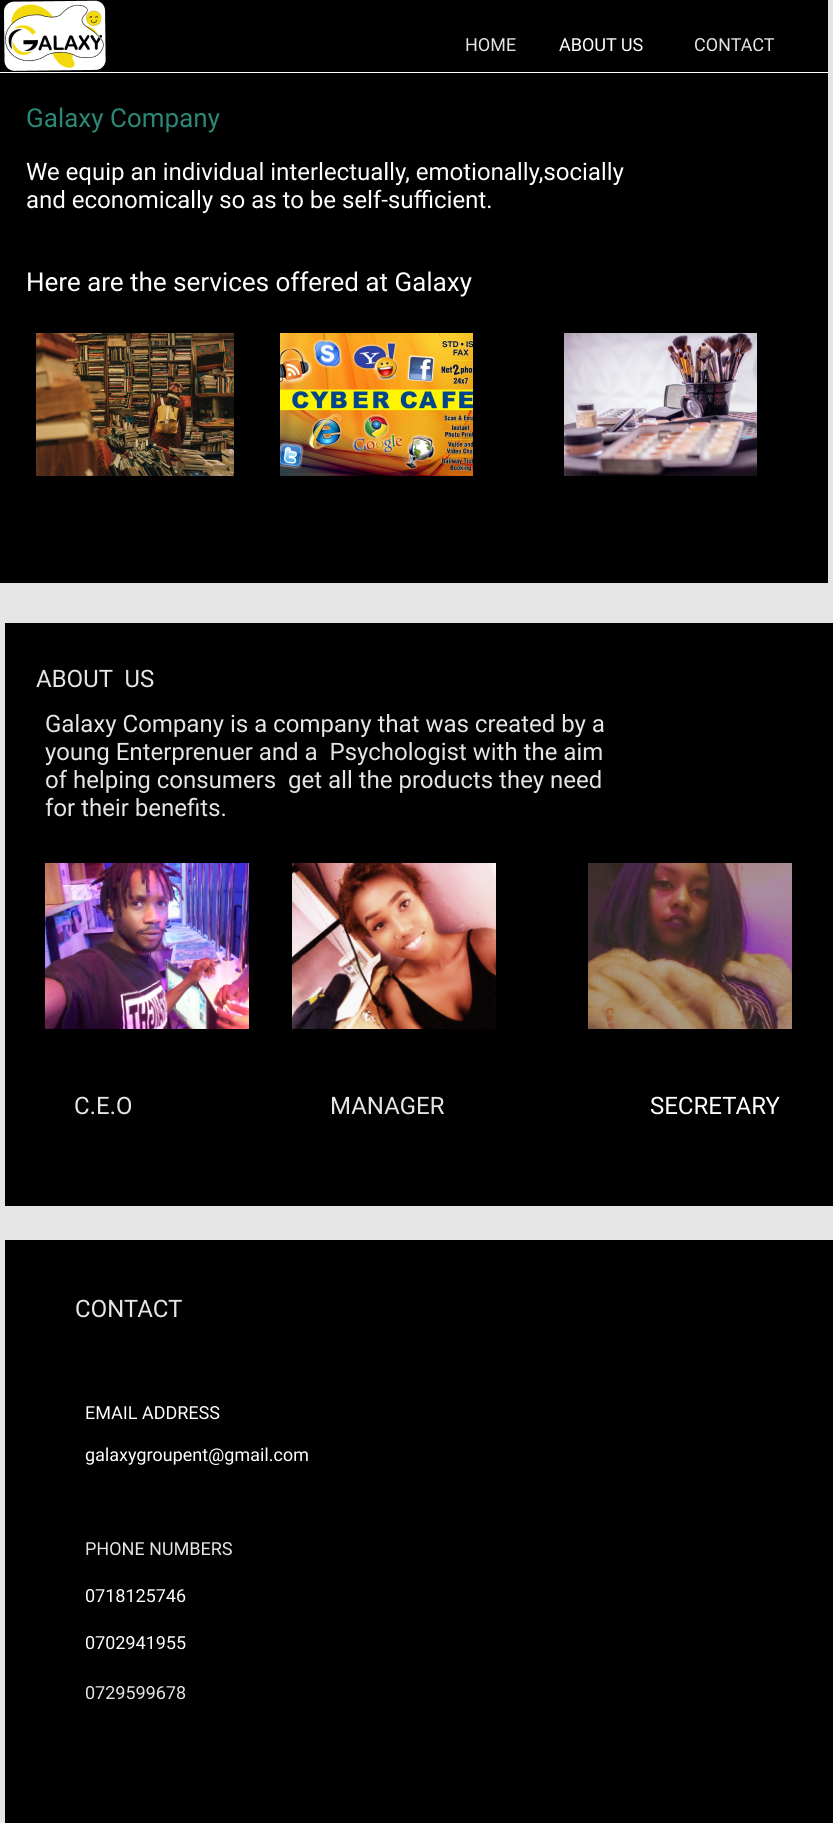 GALAXY
HOME ABOUT US CONTACT
Galaxy Company
We equip an individual interlectually, emotionally,socially
and economically so as to be self-sufficient.
Here are the services offered at Galaxy
STD • IS
FAX
Net2pho
24x7
CYBER CAFE
Scan & Ema
Instant
Photo Print
Google
Voice and
Video Cha
Railway Tick
Booking
ABOUT  US
Galaxy Company is a company that was created by a
young Enterprenuer and a  Psychologist with the aim
of helping consumers  get all the products they need
for their benefits.
C.E.O MANAGER SECRETARY
CONTACT
EMAIL ADDRESS
galaxygroupent@gmail.com
PHONE NUMBERS
0718125746
0702941955
0729599678